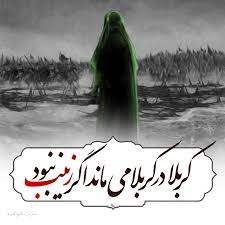 کربلا در کربلا می ماند اگر زینب نبود